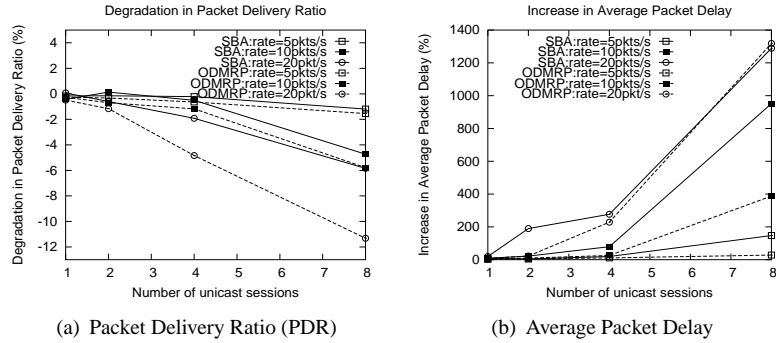 Degradation in Packet Delivery Ratio
Degradation in Packet Delivery Ratio (%)
4
2
0
-2
-4
-6
-8
-10
-12
SBA:rate=5pkts/s
SBA:rate=10pkts/s
SBA:rate=20pkt/s
ODMRP:rate=5pkts/s
ODMRP:rate=10pkts/s
ODMRP:rate=20pkt/s
1 2 3 4 5 6 7 8
Number of unicast sessions
(a) Packet Delivery Ratio (PDR)
Increase in Average Packet Delay
Increase in Average Packet Delay (%)
1400
1200
1000
800
600
400
200
0
SBA:rate=5pkts/s
SBA:rate=10pkts/s
SBA:rate=20pkt/s
ODMRP:rate=5pkts/s
ODMRP:rate=10pkts/s
ODMRP:rate=20pkt/s
1 2 3 4 5 6 7 8
Number of unicast sessions
(b) Average Packet Delay